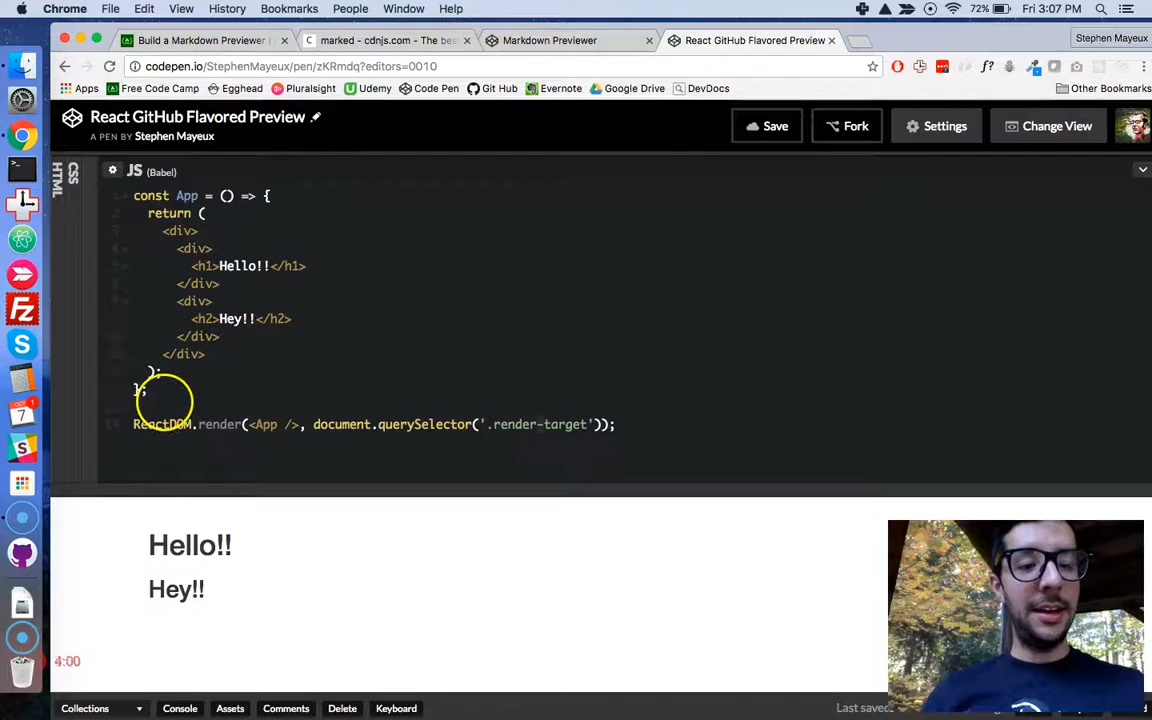 Chrome File Edit View History Bookmarks People Window Help 72% Fri 3:07 PM
Build a Markdown Previewer
marked - cdnjs.com - The bes
Markdown Previewer
React GitHub Flavored Preview
Stephen Mayeux
codepen.io/StephenMayeux/pen/zKRmdq?editors=0010
Apps Free Code Camp Egghead Pluralsight Udemy Code Pen Git Hub Evernote Google Drive DevDocs Other Bookmarks
React GitHub Flavored Preview
A PEN BY Stephen Mayeux
Save Fork Settings Change View
HTML
CSS
JS (Babel)
const App = () => {
return (
<div>
<div>
<h1>Hello!!</h1>
</div>
<div>
<h2>Hey!!</h2>
</div>
</div>
);
};
14 ReactDOM.render(<App />, document.querySelector('.render-target'));
Hello!!
Hey!!
4:00
Collections Console Assets Comments Delete Keyboard Last saved